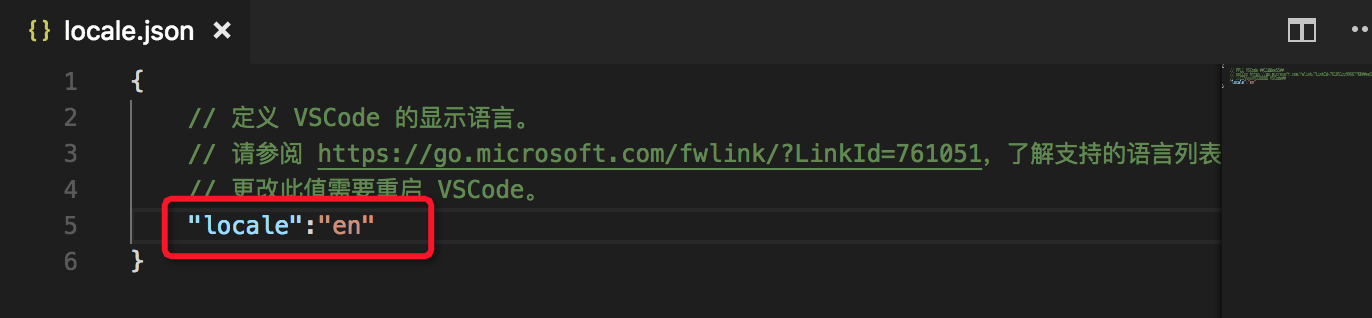 {} locale.json ×
1 {
2 // 定义 VSCode 的显示语言。
3 // 请参阅 https://go.microsoft.com/fwlink/?LinkId=761051，了解支持的语言列表
4 // 更改此值需要重启 VSCode。
5 "locale":"en"
6 }